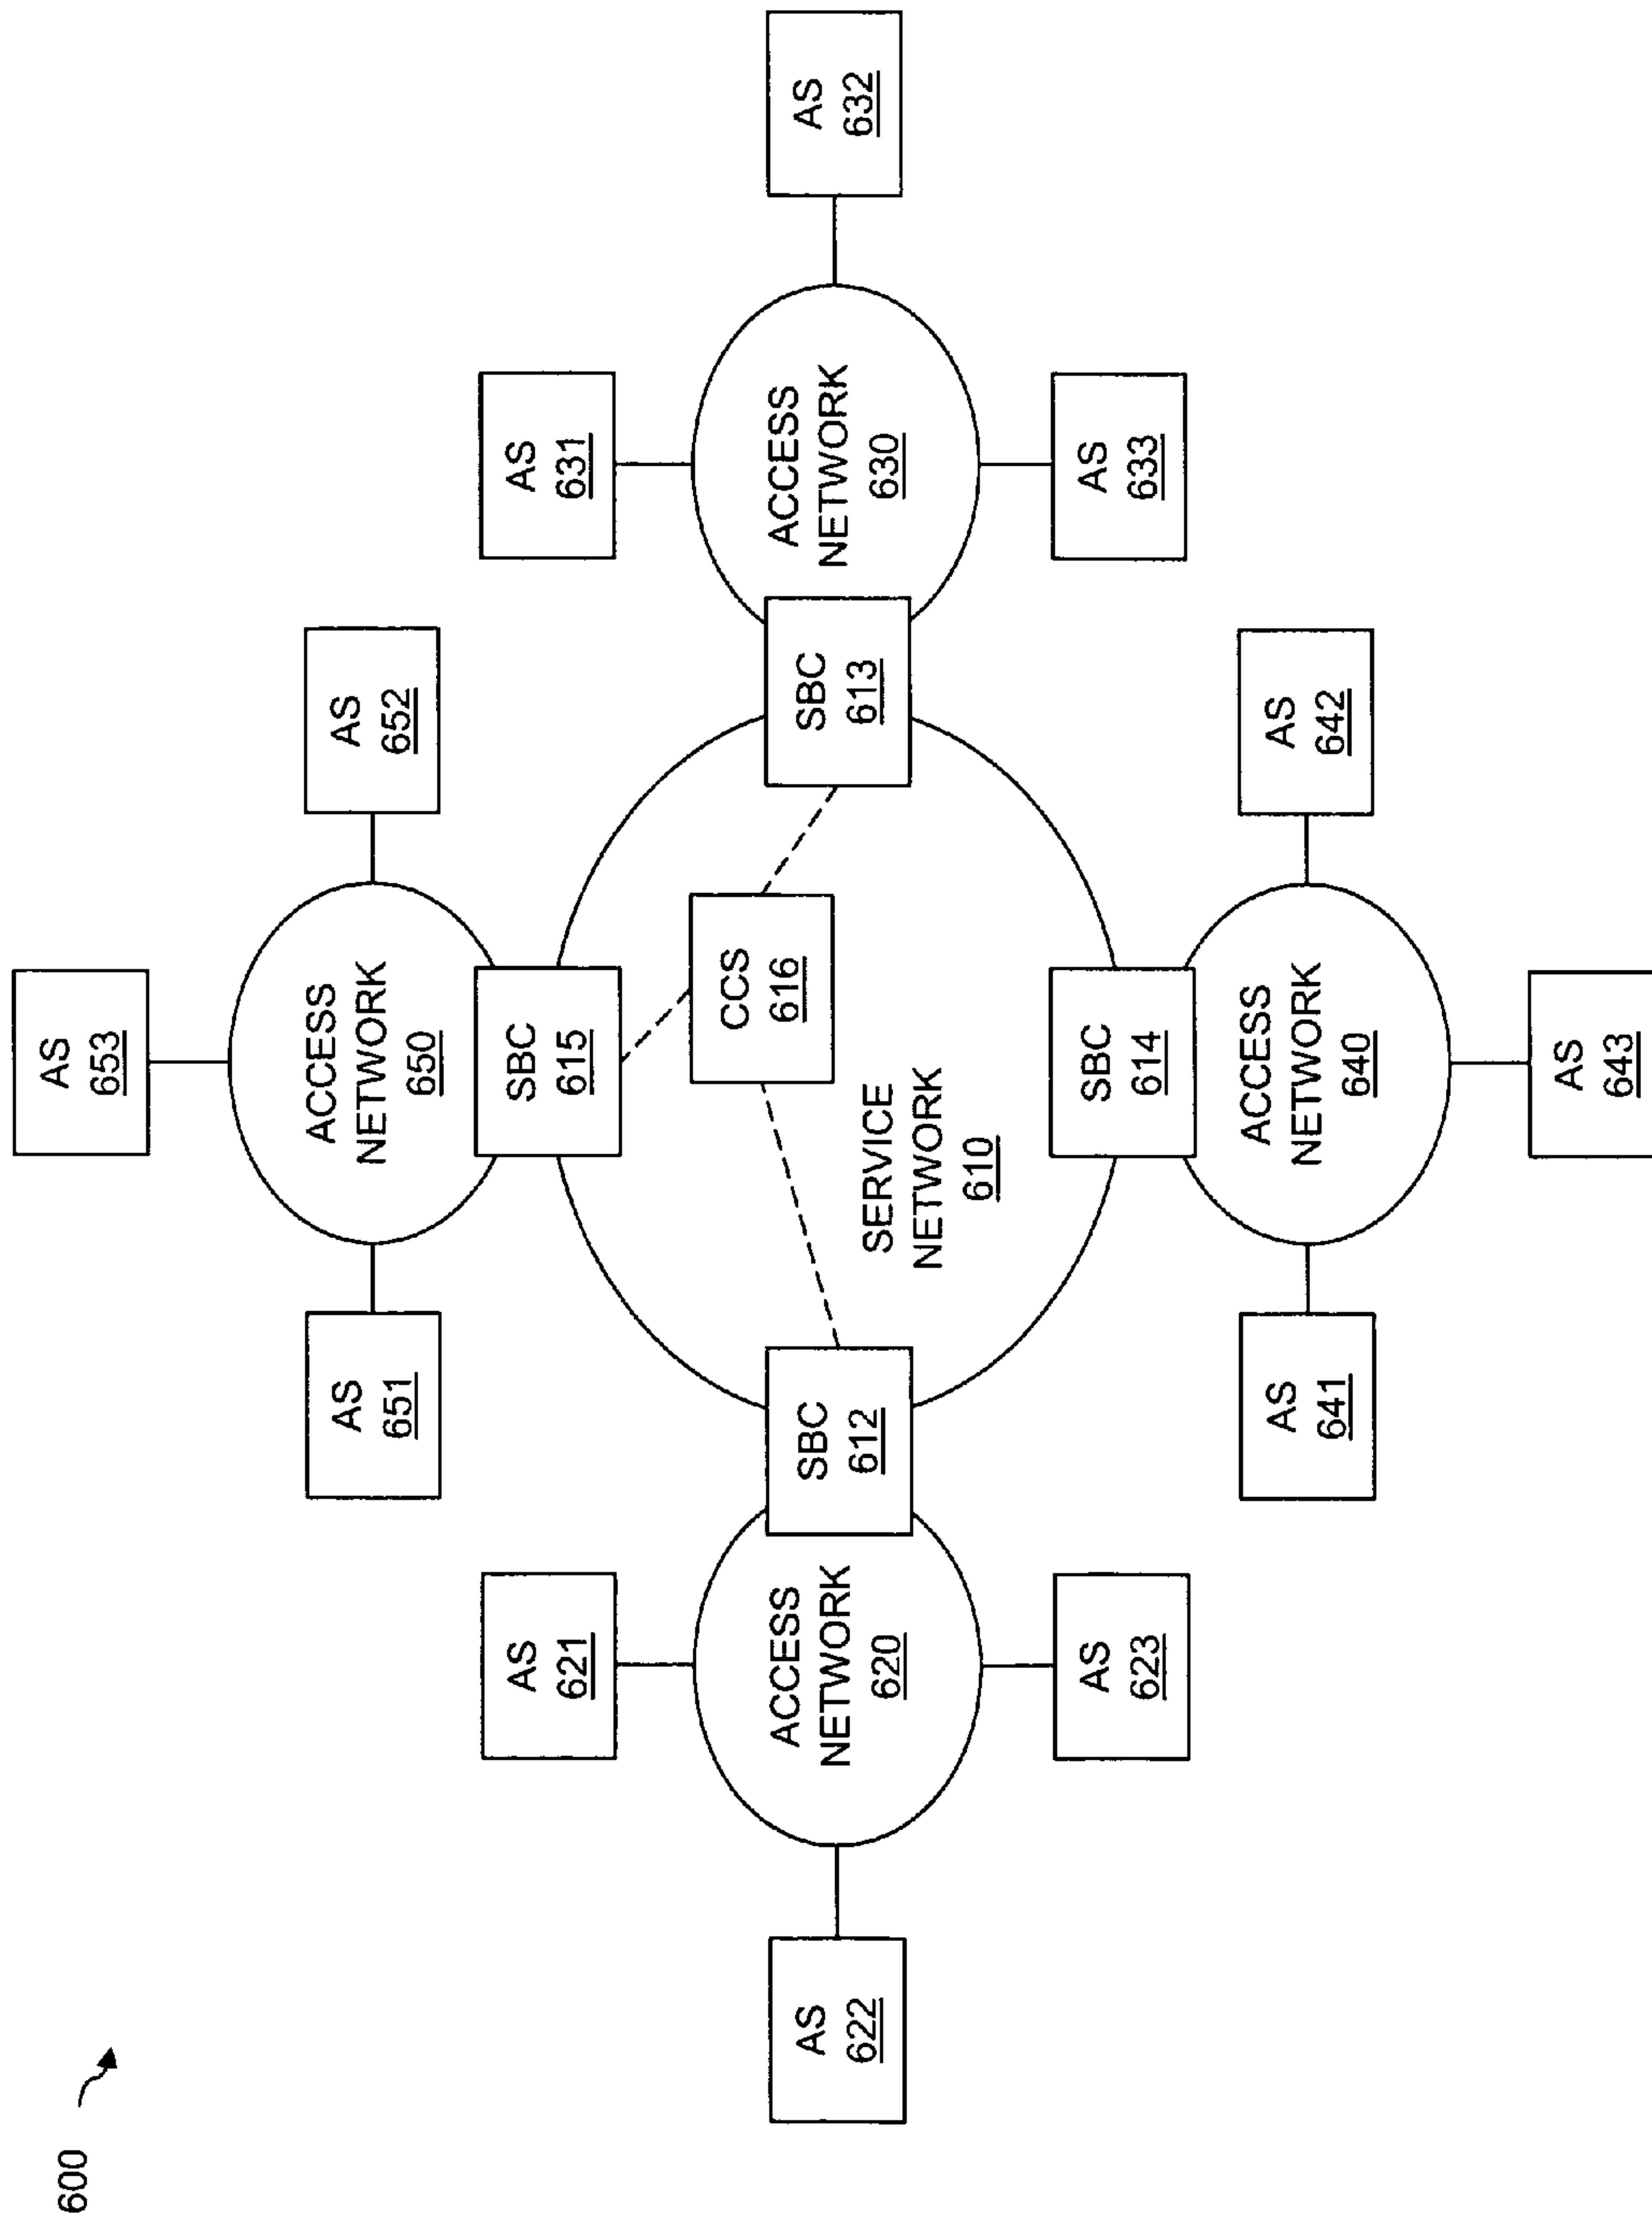 600
AS
653
AS
651
ACCESS
NETWORK
650
AS
652
SBC
615
AS
621
AS
631
CCS
616
AS
622
ACCESS
NETWORK
620
SBC
612
SBC
613
ACCESS
NETWORK
630
AS
632
SERVICE
NETWORK
610
AS
623
SBC
614
AS
633
AS
641
ACCESS
NETWORK
640
AS
642
AS
643